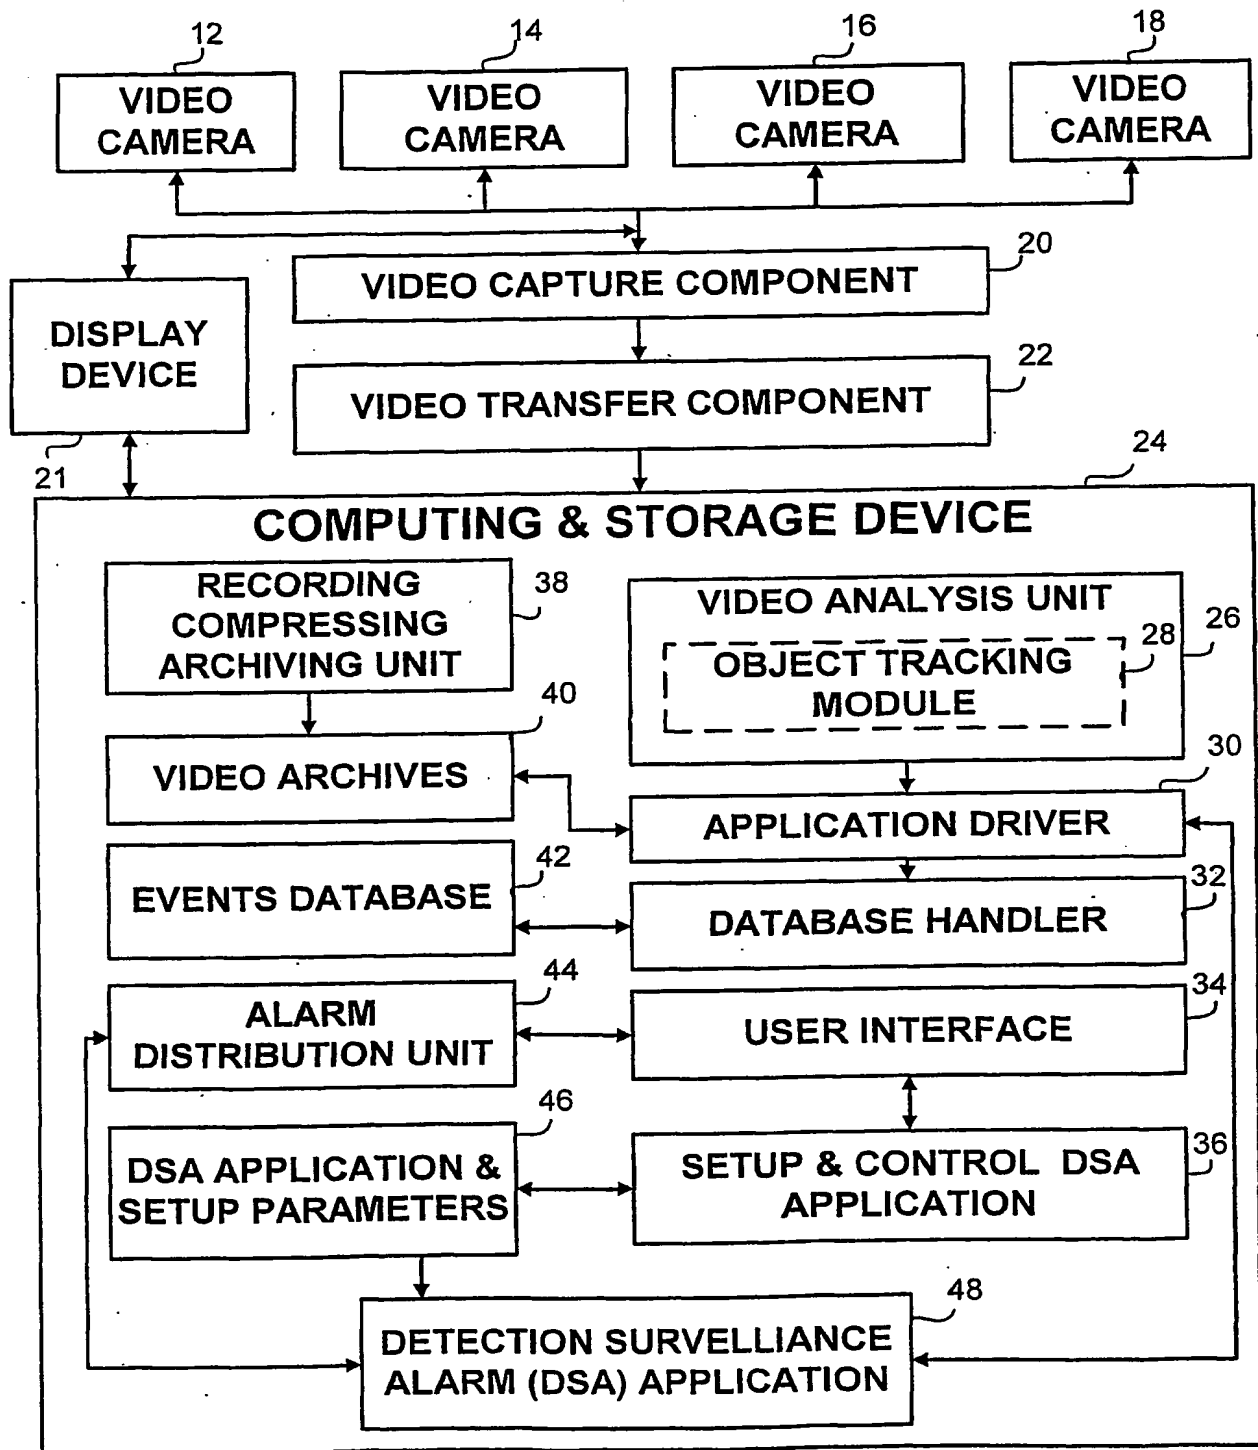 12
14
16
18
VIDEO
CAMERA
VIDEO
CAMERA
VIDEO
CAMERA
VIDEO
CAMERA
20
VIDEO CAPTURE COMPONENT
DISPLAY
DEVICE
21
22
VIDEO TRANSFER COMPONENT
24
COMPUTING & STORAGE DEVICE
RECORDING
COMPRESSING
ARCHIVING UNIT
38
VIDEO ANALYSIS UNIT
26
OBJECT TRACKING
MODULE
28
40
VIDEO ARCHIVES
30
APPLICATION DRIVER
42
EVENTS DATABASE
32
DATABASE HANDLER
44
ALARM
DISTRIBUTION UNIT
34
USER INTERFACE
46
DSA APPLICATION &
SETUP PARAMETERS
36
SETUP & CONTROL DSA
APPLICATION
48
DETECTION SURVELLIANCE
ALARM (DSA) APPLICATION